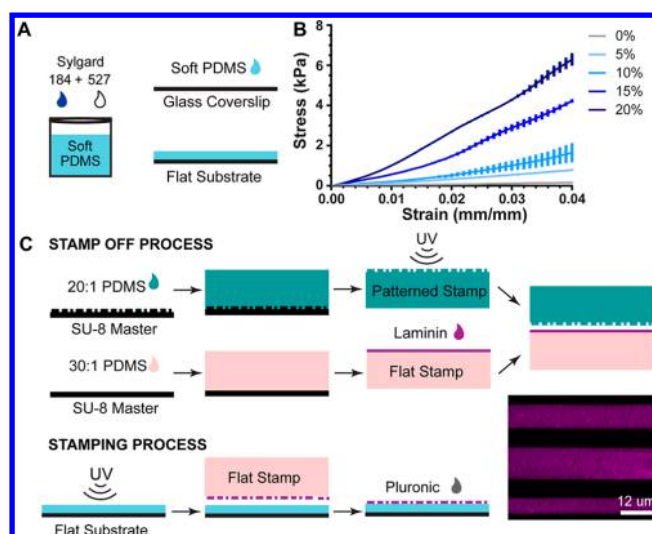 A
Sylgard
184 + 527
Soft
PDMS
Soft PDMS
Glass Coverslip
Flat Substrate
B
Stress (kPa)
8
6
4
2
0
0.00 0.01 0.02 0.03 0.04
Strain (mm/mm)
0%
5%
10%
15%
20%
C STAMP OFF PROCESS
20:1 PDMS
SU-8 Master
UV
Patterned Stamp
30:1 PDMS
SU-8 Master
Laminin
Flat Stamp
STAMPING PROCESS
UV
Flat Substrate
Flat Stamp
Pluronic
12 um